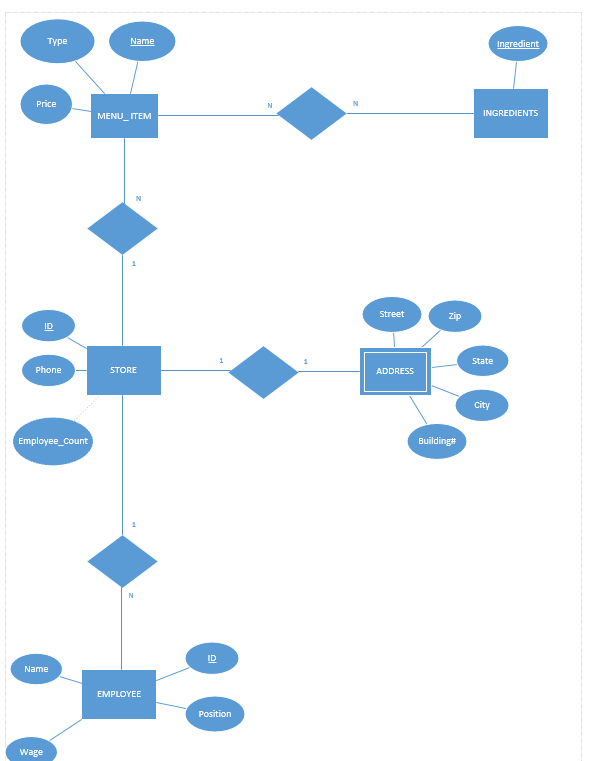 Type
Name
Ingredient
Price
MENU_ ITEM
N
N
INGREDIENTS
N
1
ID
Street
Zip
Phone
STORE
1
1
ADDRESS
State
City
Employee_Count
Building#
1
N
Name
ID
EMPLOYEE
Position
Wage